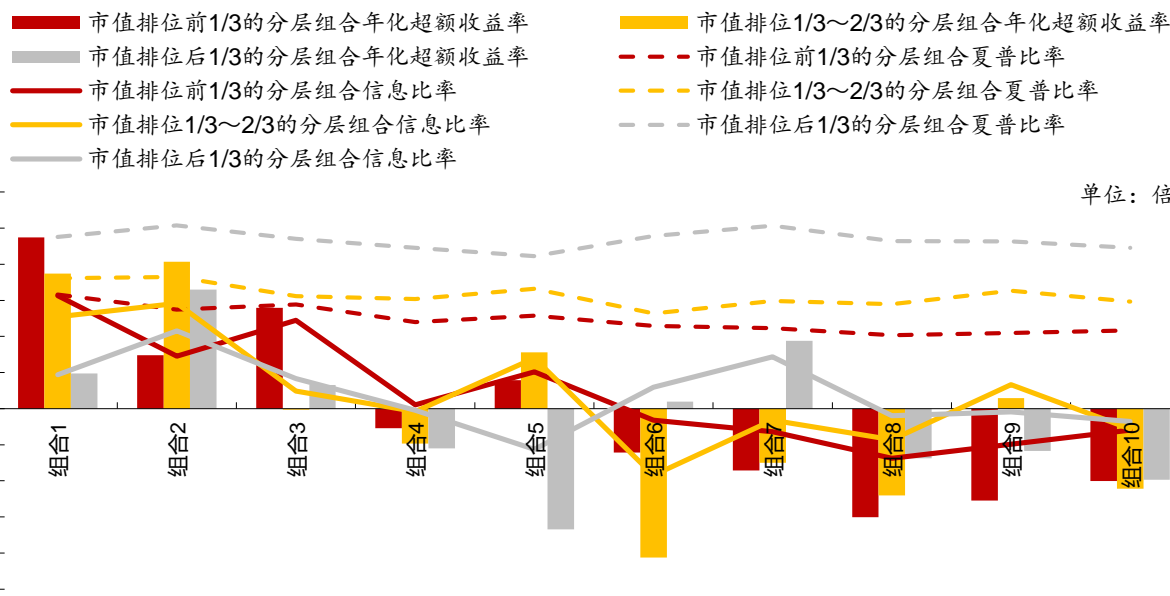 市值排位前1/3的分层组合年化超额收益率
市值排位1/3～2/3的分层组合年化超额收益率
市值排位后1/3的分层组合年化超额收益率
市值排位前1/3的分层组合夏普比率
市值排位前1/3的分层组合信息比率
市值排位1/3～2/3的分层组合夏普比率
市值排位1/3～2/3的分层组合信息比率
市值排位后1/3的分层组合夏普比率
市值排位后1/3的分层组合信息比率
单位：倍
组合1
组合2
组合3
组合4
组合5
组合6
组合7
组合8
组合9
组合10